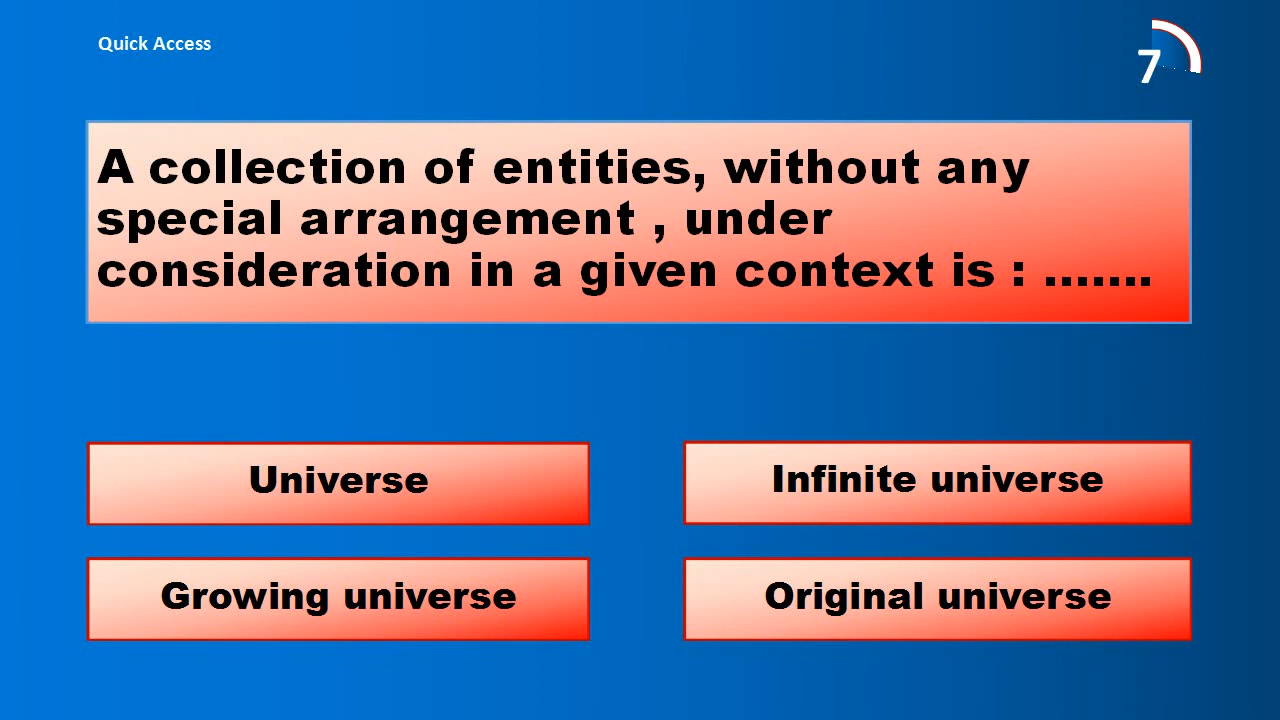 Quick Access
7
A collection of entities, without any
special arrangement , under
consideration in a given context is : .......
Universe
Infinite universe
Growing universe
Original universe